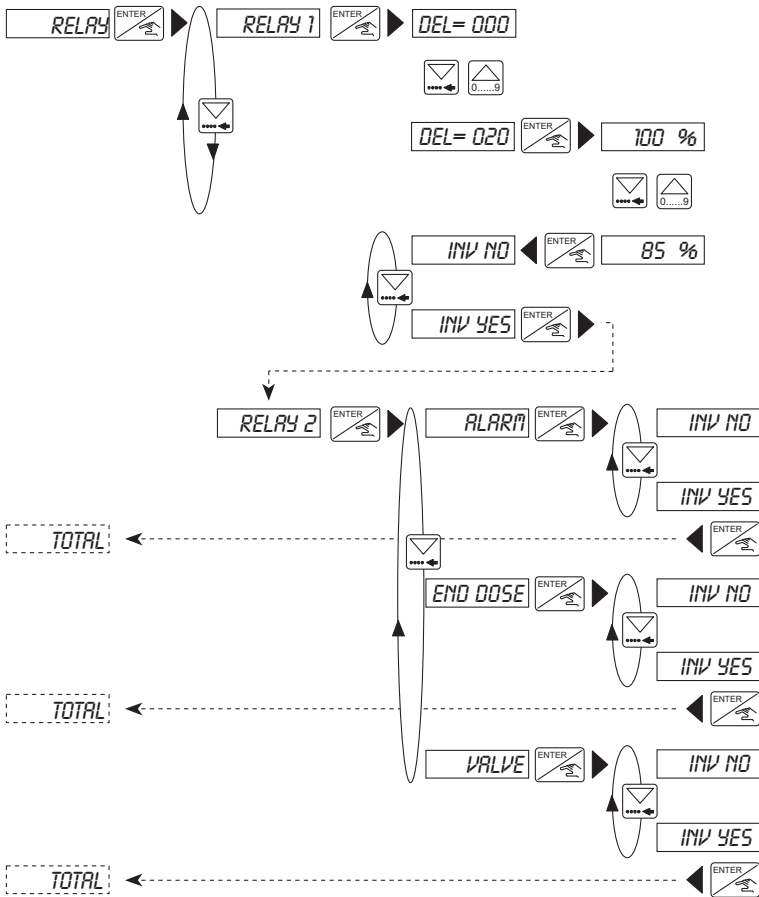 RELAY ENTER RELAY 1 ENTER DEL= 000
0......9
DEL= 020 ENTER 100 %
0......9
INV NO ENTER 85 %
INV YES ENTER
RELAY 2 ENTER ALARM ENTER INV NO
INV YES
TOTAL ENTER
END DOSE ENTER INV NO
INV YES
TOTAL ENTER
VALVE ENTER INV NO
INV YES
TOTAL ENTER